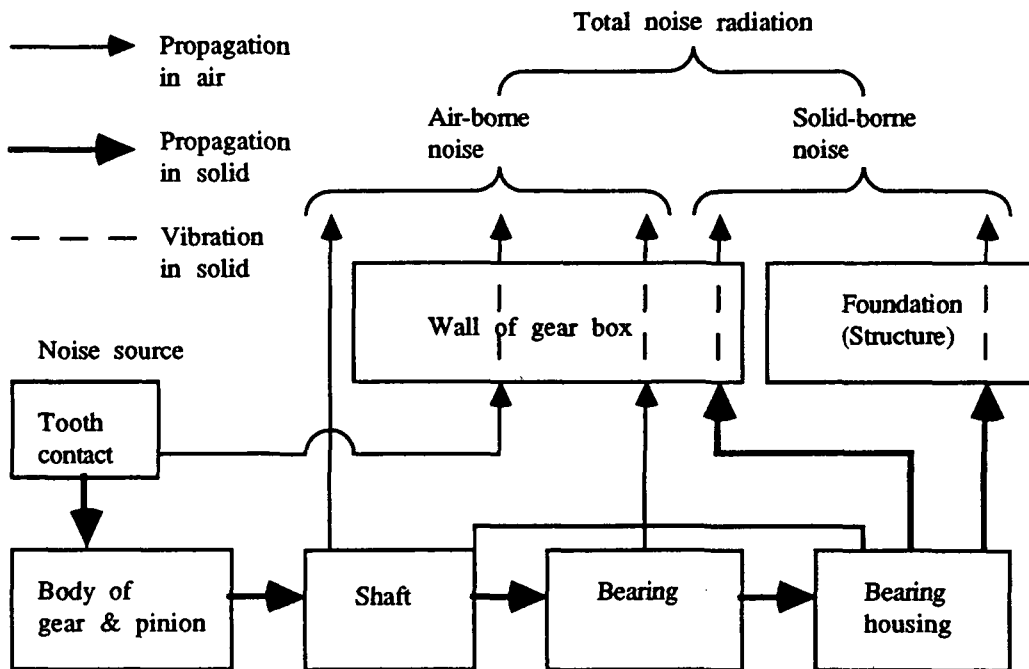 Total noise radiation
Propagation
in air
Air-borne
noise
Solid-borne
noise
Propagation
in solid
Vibration
in solid
Wall of gear box
Foundation
(Structure)
Noise source
Tooth
contact
Body of
gear & pinion
Shaft
Bearing
Bearing
housing